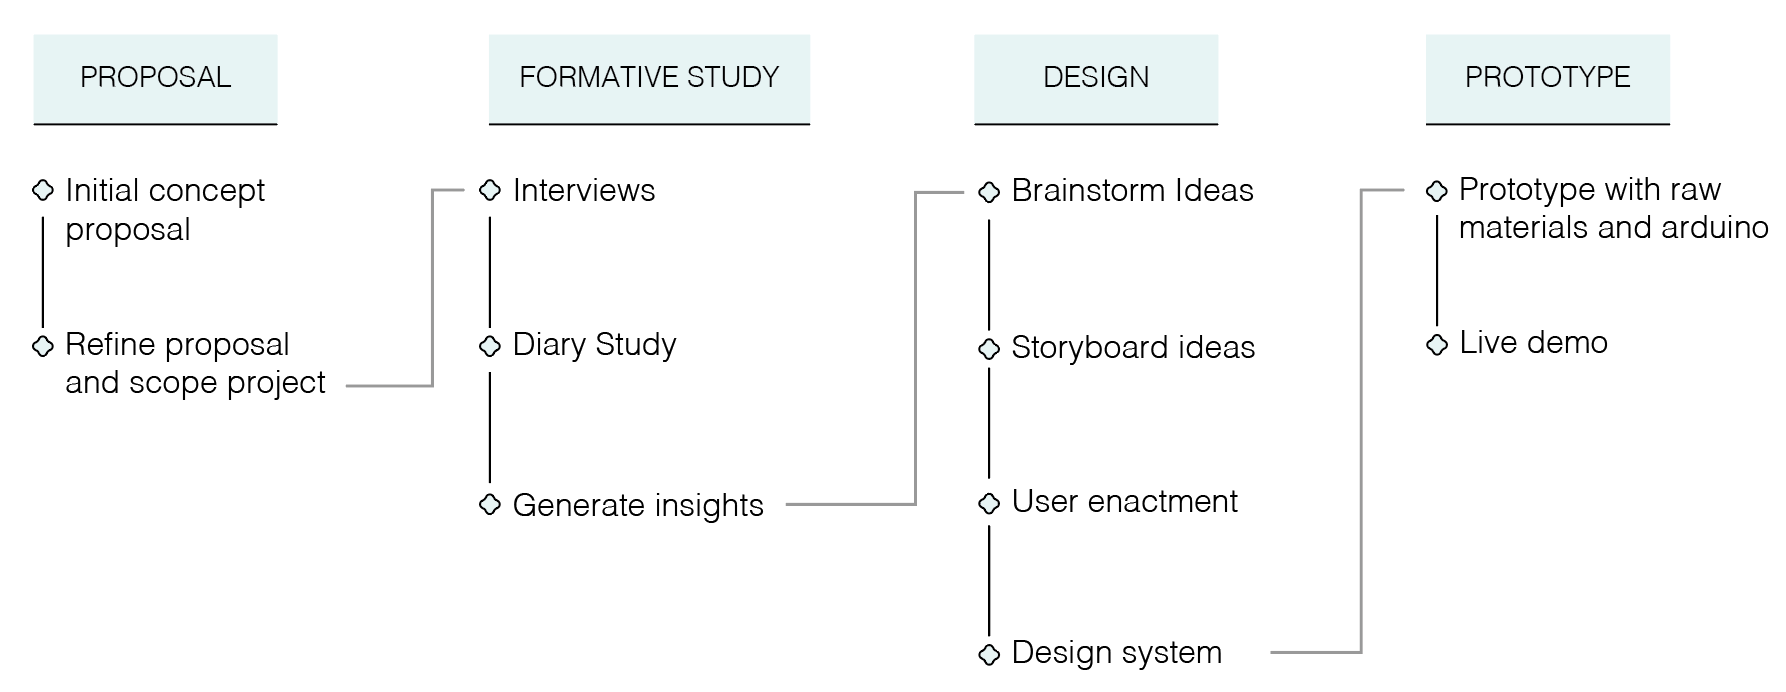 PROPOSAL
Initial concept
proposal
Refine proposal
and scope project
FORMATIVE STUDY
Interviews
Diary Study
Generate insights
DESIGN
Brainstorm Ideas
Storyboard ideas
User enactment
Design system
PROTOTYPE
Prototype with raw
materials and arduino
Live demo